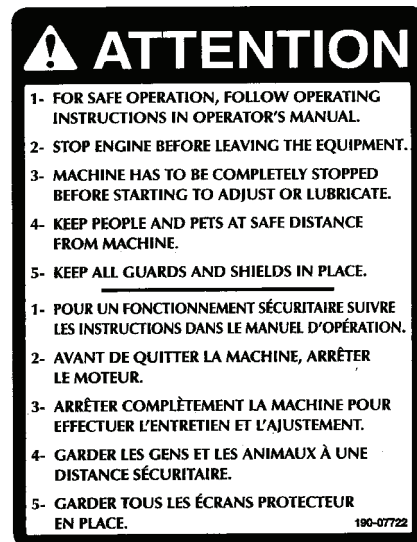 ATTENTION
1- FOR SAFE OPERATION, FOLLOW OPERATING
INSTRUCTIONS IN OPERATOR'S MANUAL.
2- STOP ENGINE BEFORE LEAVING THE EQUIPMENT.
3- MACHINE HAS TO BE COMPLETELY STOPPED
BEFORE STARTING TO ADJUST OR LUBRICATE.
4- KEEP PEOPLE AND PETS AT SAFE DISTANCE
FROM MACHINE.
5- KEEP ALL GUARDS AND SHIELDS IN PLACE.
1- POUR UN FONCTIONNEMENT SÉCURITAIRE SUIVRE
LES INSTRUCTIONS DANS LE MANUEL D'OPÉRATION.
2- AVANT DE QUITTER LA MACHINE, ARRÊTER
LE MOTEUR.
3- ARRÊTER COMPLÈTEMENT LA MACHINE POUR
EFFECTUER L'ENTRETIEN ET L'AJUSTEMENT.
4- GARDER LES GENS ET LES ANIMAUX À UNE
DISTANCE SÉCURITAIRE.
5- GARDER TOUS LES ÉCRANS PROTECTEUR
EN PLACE.
190-07722